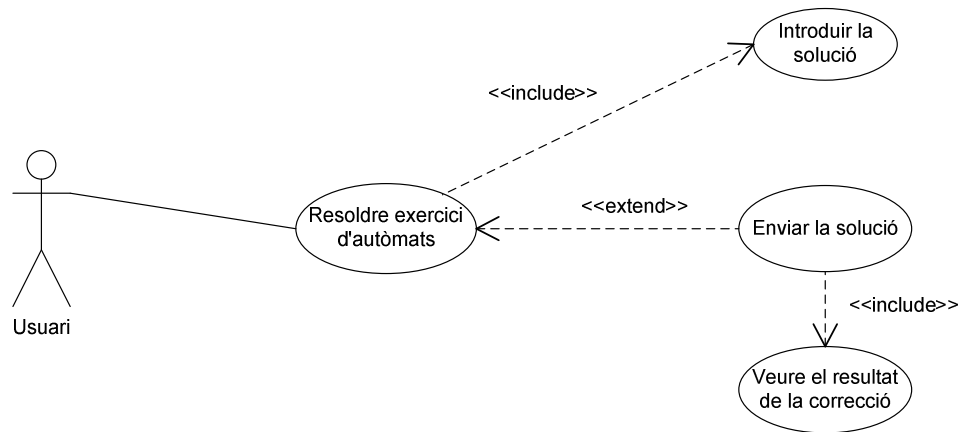 Introduir la
solució
<<include>>
Resoldre exercici
d'autòmats
<<extend>>
Enviar la solució
<<include>>
Usuari
Veure el resultat
de la correcció